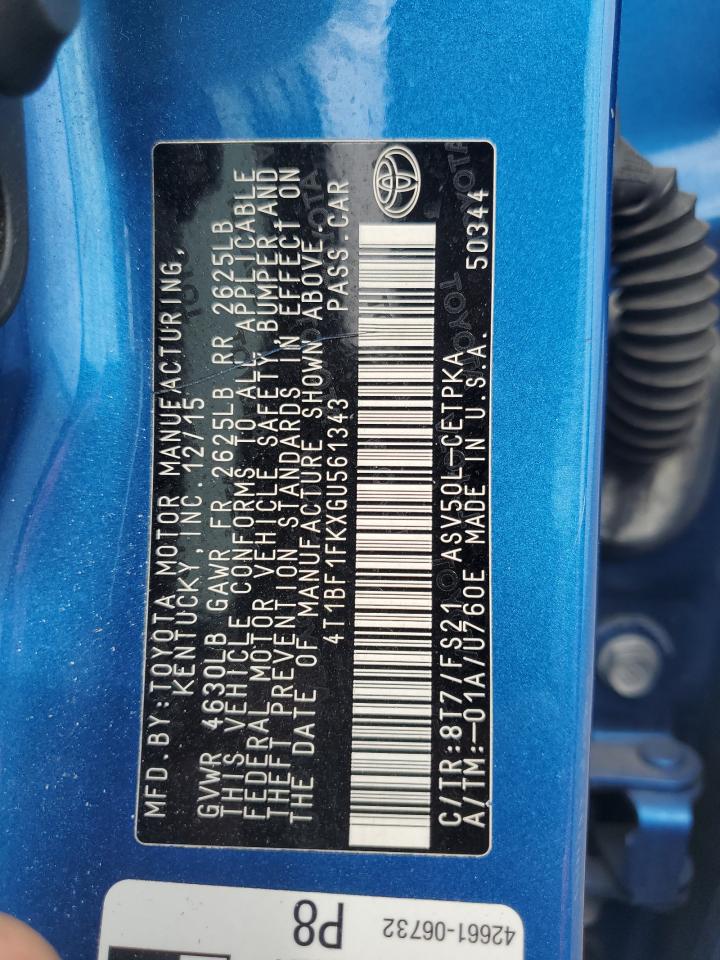 MFD.BY:TOYOTA MOTOR MANUFACTURING,
KENTUCKY,INC. 12/15
GVWR 4630LB GAWR FR 2625LB RR 2625LB
THIS VEHICLE CONFORMS TO ALL APPLICABLE
FEDERAL MOTOR VEHICLE SAFETY,BUMPER,AND
THEFT PREVENTION STANDARDS IN EFFECT ON
THE DATE OF MANUFACTURE SHOWN ABOVE.
4T1BF1FKXGU561343 PASS.CAR
C/TR:8T7/FS21 ASV50L-CETPKA 50344
A/TM:-01A/U760E MADE IN U.S.A.
P8
42661-06732